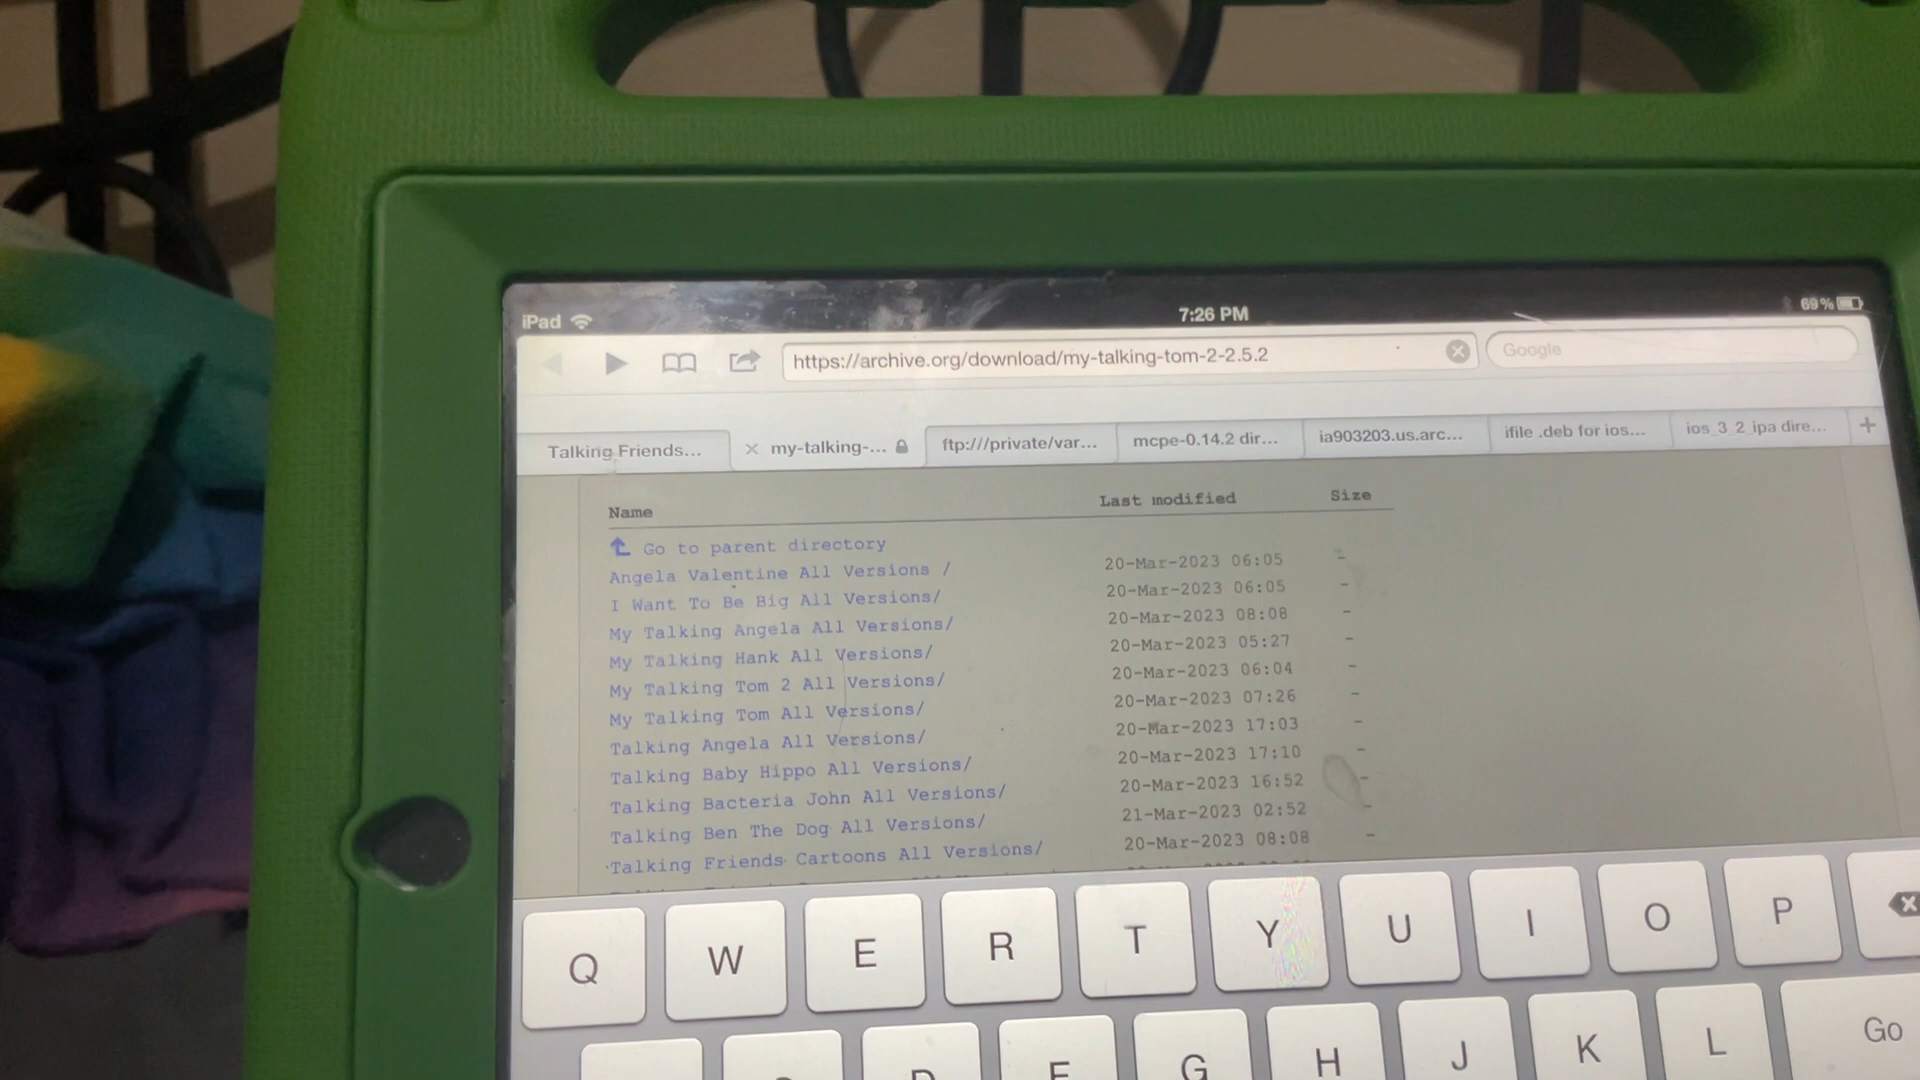 iPad 7:26 PM 69%
https://archive.org/download/my-talking-tom-2-2.5.2 Google
Talking Friends... my-talking-... ftp:///private/var... mcpe-0.14.2 dir... ia903203.us.arc... ifile .deb for ios... ios_3_2_ipa dire...
Name Last modified Size
Go to parent directory
Angela Valentine All Versions / 20-Mar-2023 06:05 -
I Want To Be Big All Versions/ 20-Mar-2023 06:05 -
My Talking Angela All Versions/ 20-Mar-2023 08:08 -
My Talking Hank All Versions/ 20-Mar-2023 05:27 -
My Talking Tom 2 All Versions/ 20-Mar-2023 06:04 -
My Talking Tom All Versions/ 20-Mar-2023 07:26 -
Talking Angela All Versions/ 20-Mar-2023 17:03 -
Talking Baby Hippo All Versions/ 20-Mar-2023 17:10 -
Talking Bacteria John All Versions/ 20-Mar-2023 16:52 -
Talking Ben The Dog All Versions/ 21-Mar-2023 02:52 -
Talking Friends Cartoons All Versions/ 20-Mar-2023 08:08 -
Q W E R T Y U I O P
D F G H J K L Go